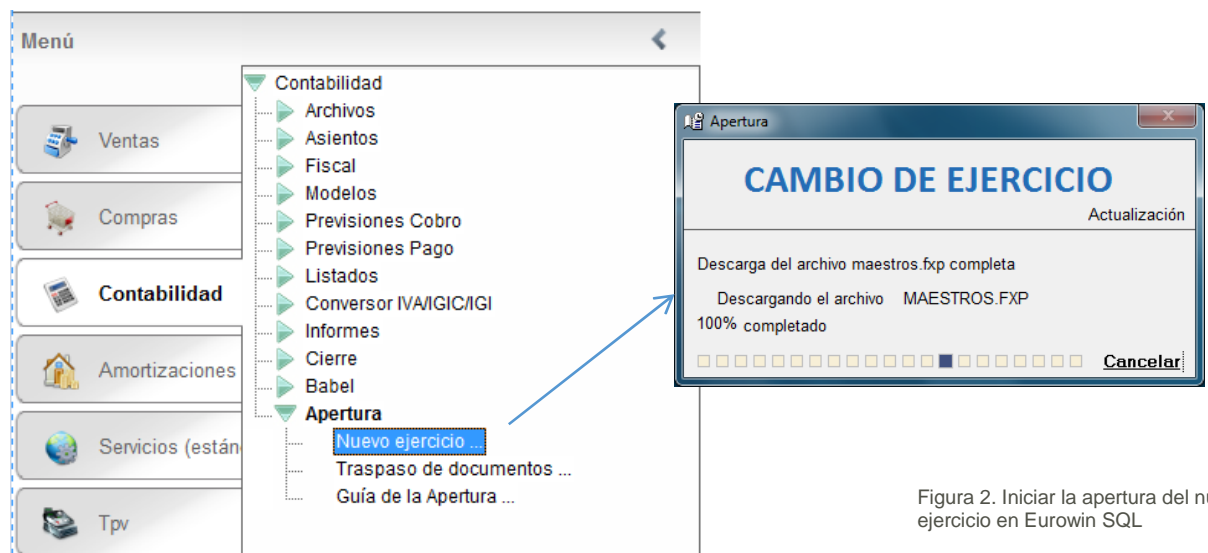 Menú
Ventas
Compras
Contabilidad
Amortizaciones
Servicios (están
Tpv
Contabilidad
Archivos
Asientos
Fiscal
Modelos
Previsiones Cobro
Previsiones Pago
Listados
Conversor IVA/IGIC/IGI
Informes
Cierre
Babel
Apertura
Nuevo ejercicio ...
Traspaso de documentos ...
Guía de la Apertura ...
Apertura
CAMBIO DE EJERCICIO
Actualización
Descarga del archivo maestros.fxp completa
Descargando el archivo MAESTROS.FXP
100% completado
Cancelar
Figura 2. Iniciar la apertura del
ejercicio en Eurowin SQL